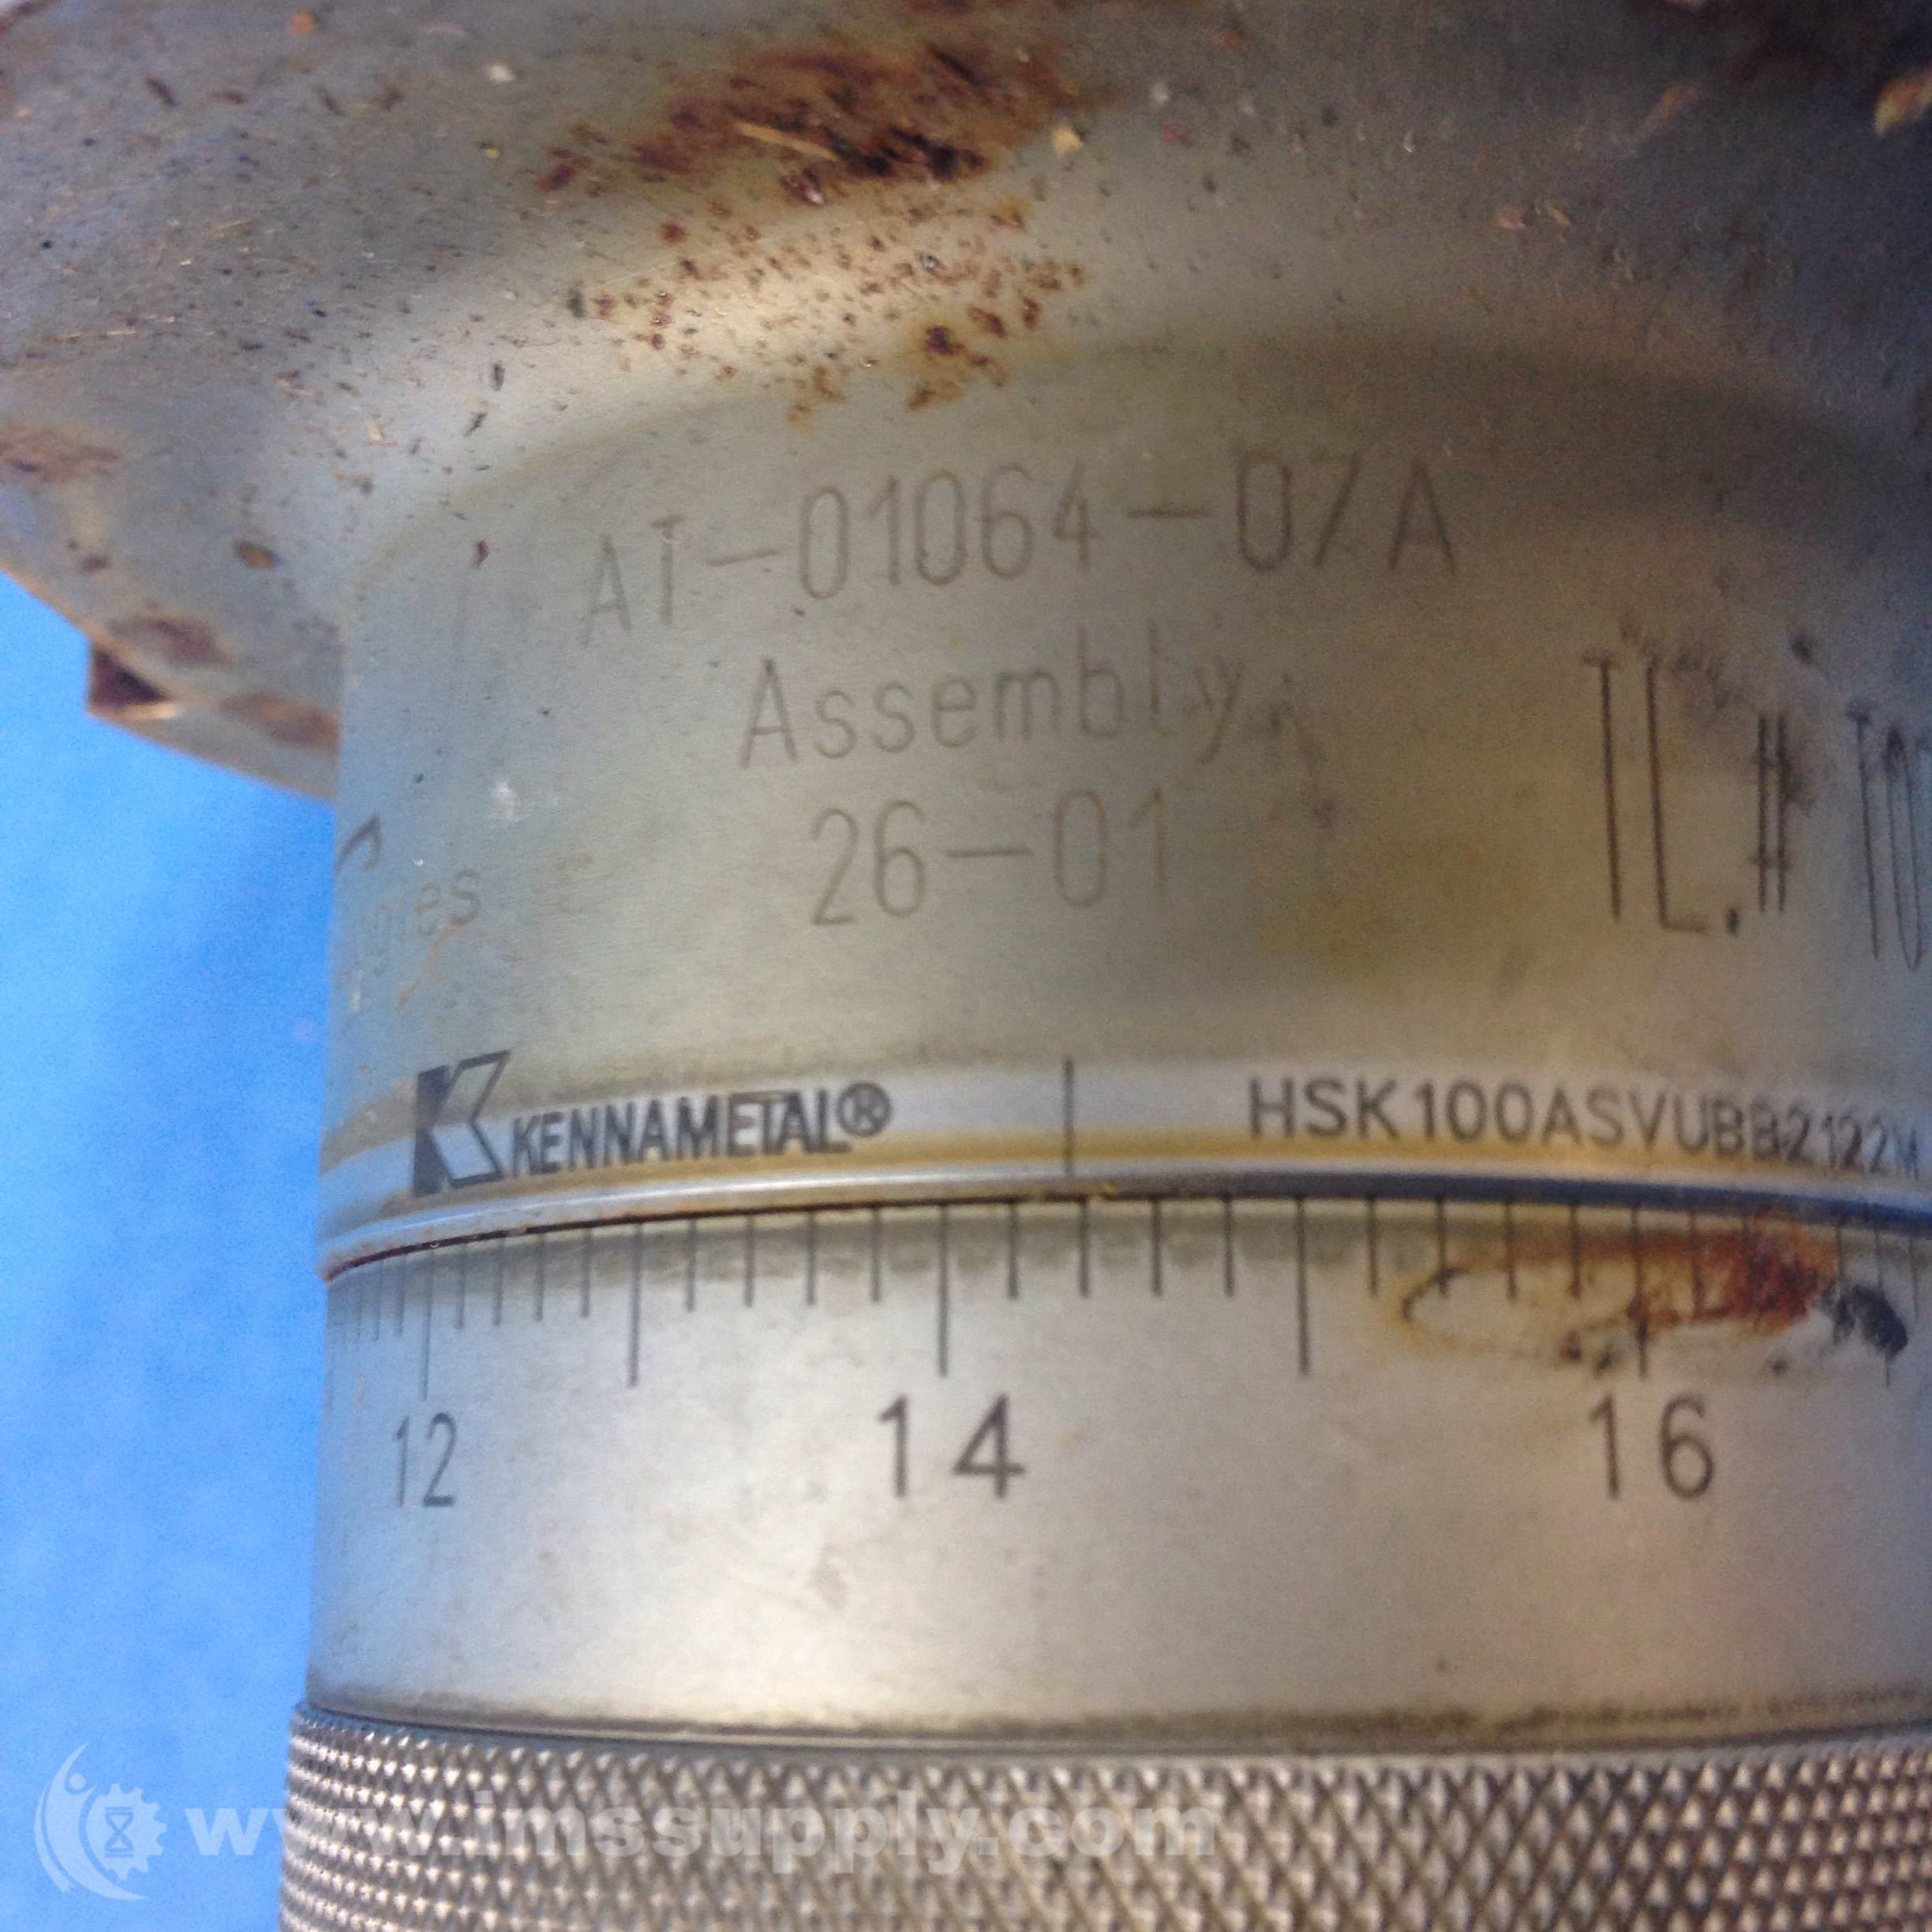 AT-01064-07A
Assembly
26-01
TL.#
KENNAMETAL®
HSK100ASVUBB2122M
12 14 16
www.imssupply.com